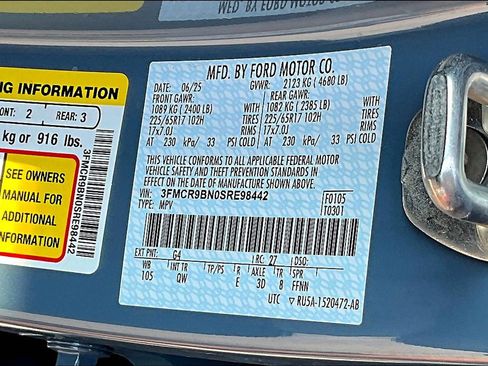 MFD. BY FORD MOTOR CO.
DATE: 06/25 GVWR: 2123 KG (4680 LB)
FRONT GAWR: REAR GAWR:
1089 KG (2400 LB) WITH 1082 KG (2385 LB) WITH
225/65R17 102H TIRES 225/65R17 102H TIRES
17x7.0J RIMS 17x7.0J RIMS
AT 230 kPa/ 33 PSI COLD AT 230 kPa/ 33 PSI COLD
THIS VEHICLE CONFORMS TO ALL APPLICABLE FEDERAL MOTOR
VEHICLE SAFETY AND THEFT PREVENTION STANDARDS IN
EFFECT ON THE DATE OF MANUFACTURE SHOWN ABOVE.
VIN: 3FMCR9BN0SRE98442 F0105
TYPE: MPV T0301
EXT PNT: G4 RC: 27 DSO:
WB INT TR TP/PS R AXLE TR SPR
105 QW E 3D 8 FFNN
UTC RU5A-1520472-AB
NG INFORMATION
ONT: 2 REAR: 3
kg or 916 lbs.
SEE OWNERS
MANUAL FOR
ADDITIONAL
INFORMATION
3FMCR9BN0SRE98442